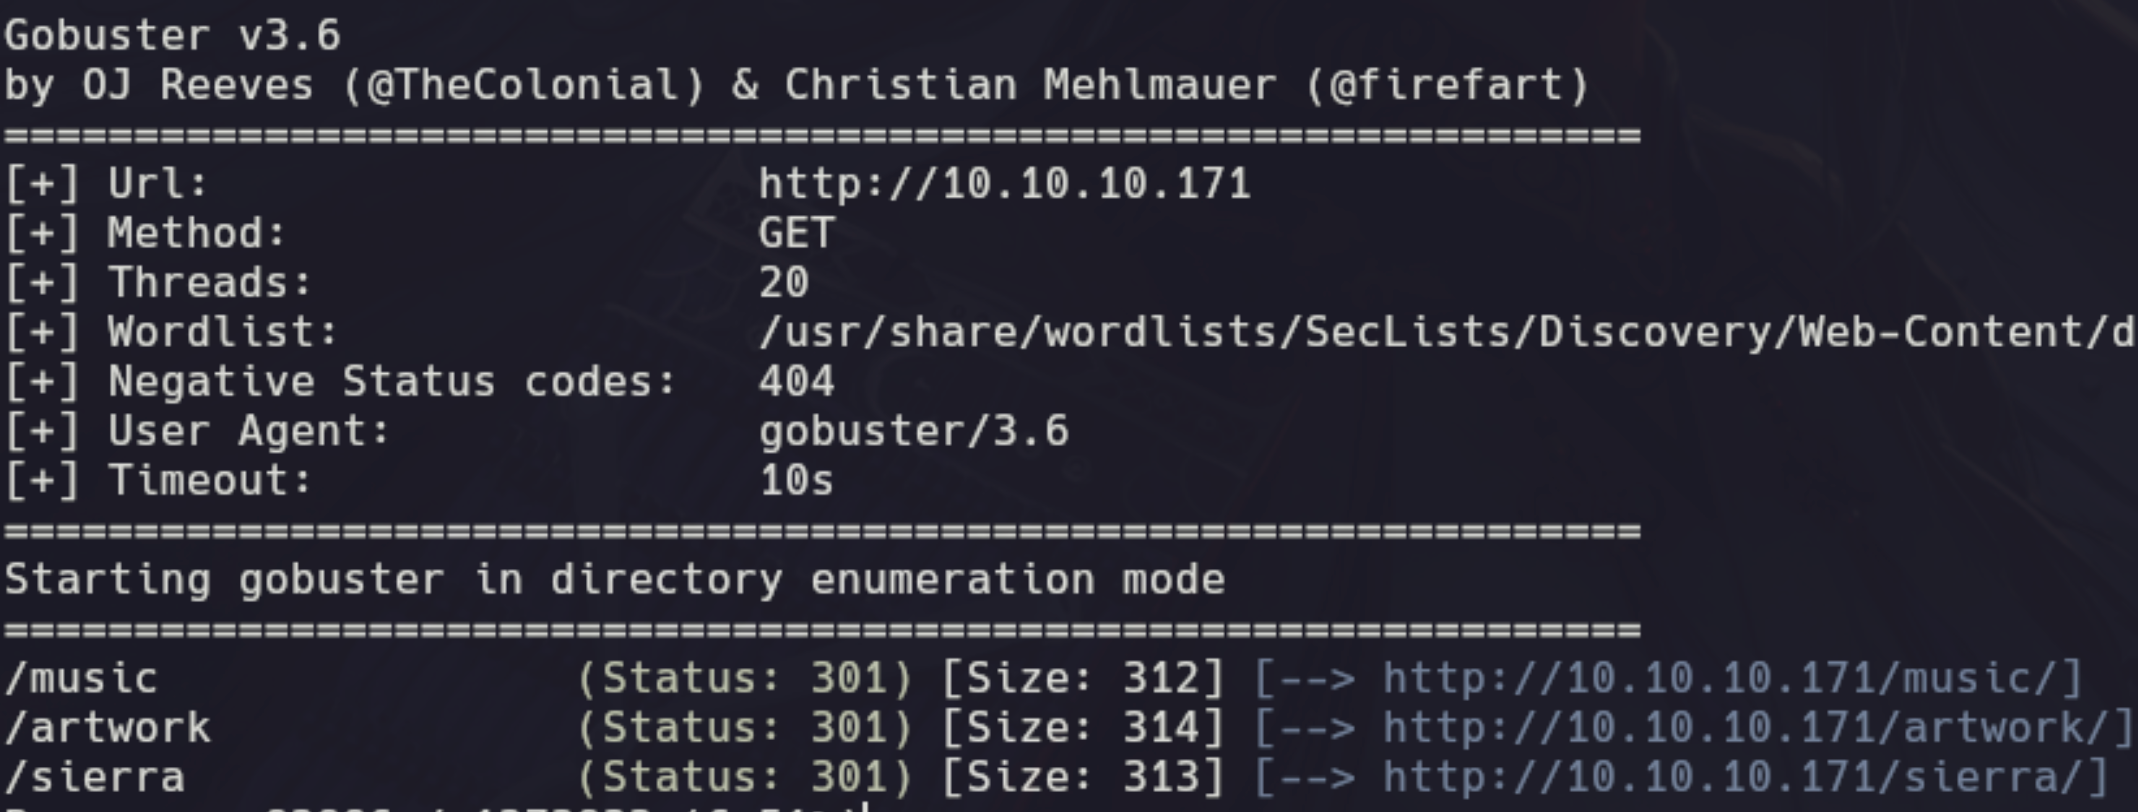 Gobuster v3.6
by OJ Reeves (@TheColonial) & Christian Mehlmauer (@firefart)
===============================================================
[+] Url:                     http://10.10.10.171
[+] Method:                  GET
[+] Threads:                 20
[+] Wordlist:                /usr/share/wordlists/SecLists/Discovery/Web-Content/d
[+] Negative Status codes:   404
[+] User Agent:              gobuster/3.6
[+] Timeout:                 10s
===============================================================
Starting gobuster in directory enumeration mode
===============================================================
/music                (Status: 301) [Size: 312] [--> http://10.10.10.171/music/]
/artwork              (Status: 301) [Size: 314] [--> http://10.10.10.171/artwork/]
/sierra               (Status: 301) [Size: 313] [--> http://10.10.10.171/sierra/]